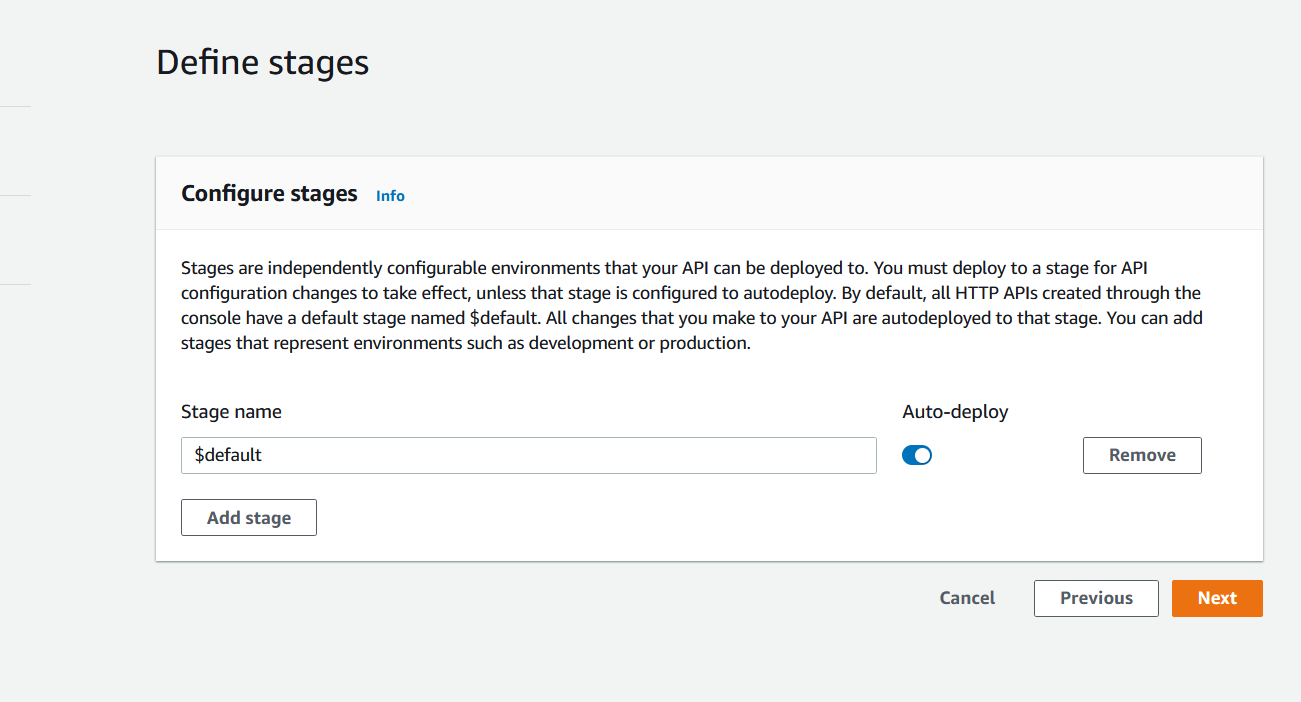 Define stages
Configure stages Info
Stages are independently configurable environments that your API can be deployed to. You must deploy to a stage for API
configuration changes to take effect, unless that stage is configured to autodeploy. By default, all HTTP APIs created through the
console have a default stage named $default. All changes that you make to your API are autodeployed to that stage. You can add
stages that represent environments such as development or production.
Stage name Auto-deploy
$default Remove
Add stage
Cancel Previous Next